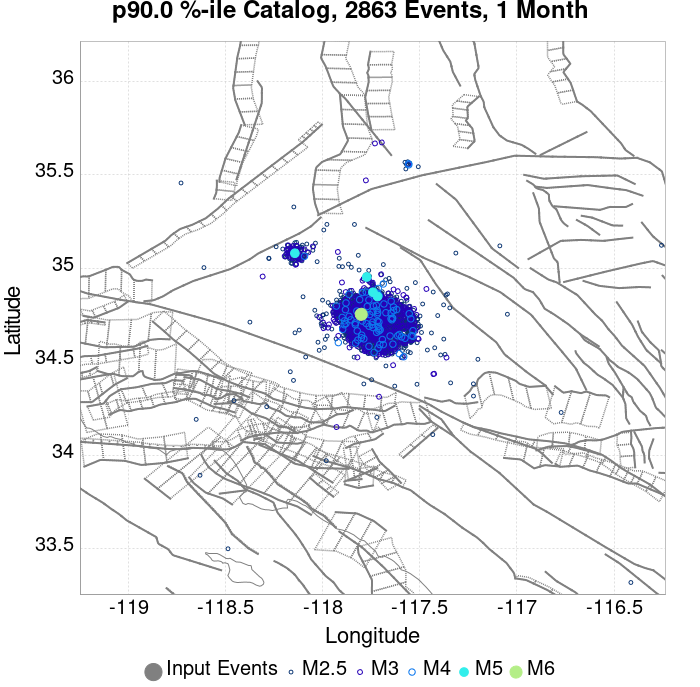 p90.0 %-ile Catalog, 2863 Events, 1 Month
36
35.5
35
34.5
34
33.5
Latitude
-119
-118.5
-118
-117.5
-117
-116.5
Longitude
Input Events
M2.5
M3
M4
M5
M6